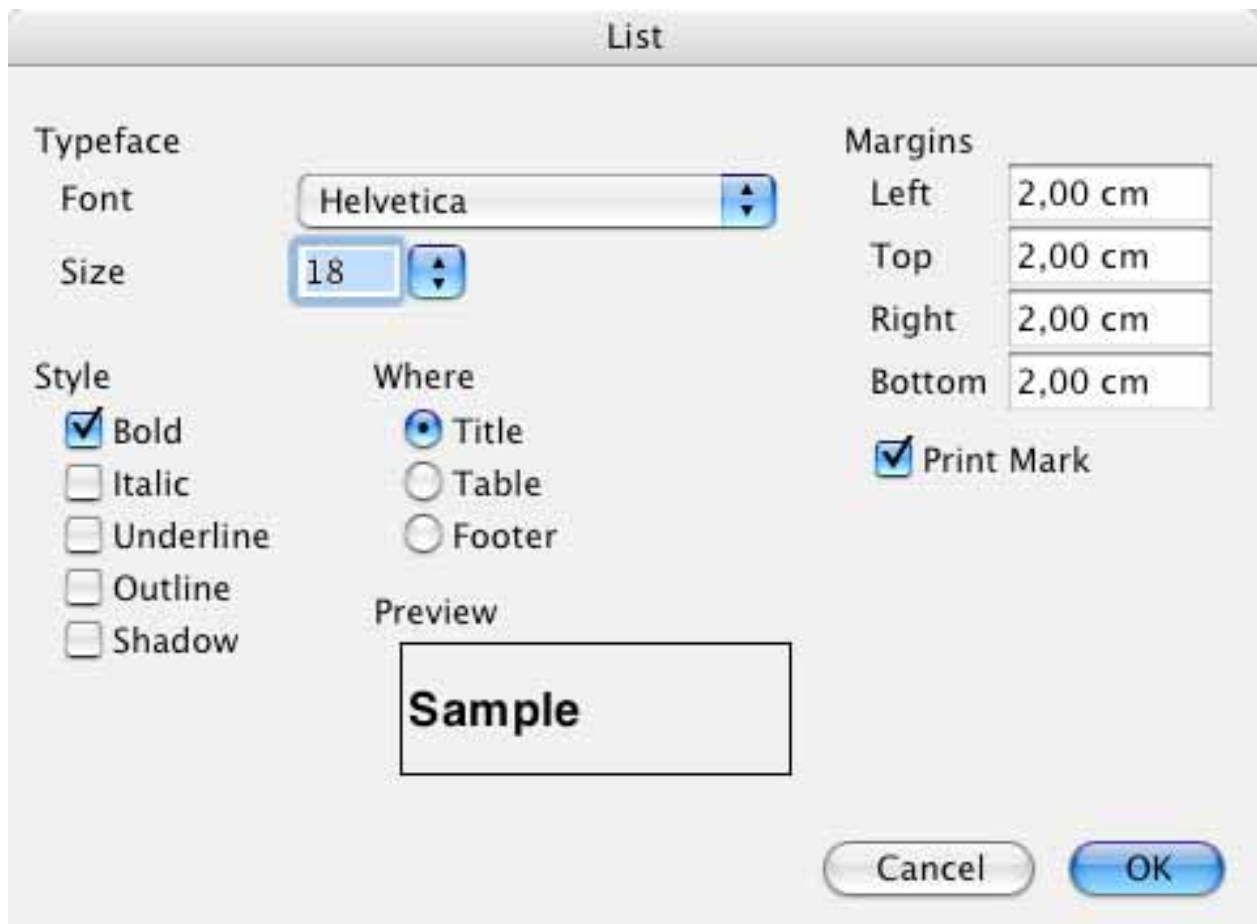 List
Typeface
Font Helvetica
Size 18
Margins
Left 2,00 cm
Top 2,00 cm
Right 2,00 cm
Bottom 2,00 cm
Print Mark
Style
Bold
Italic
Underline
Outline
Shadow
Where
Title
Table
Footer
Preview
Sample
Cancel OK